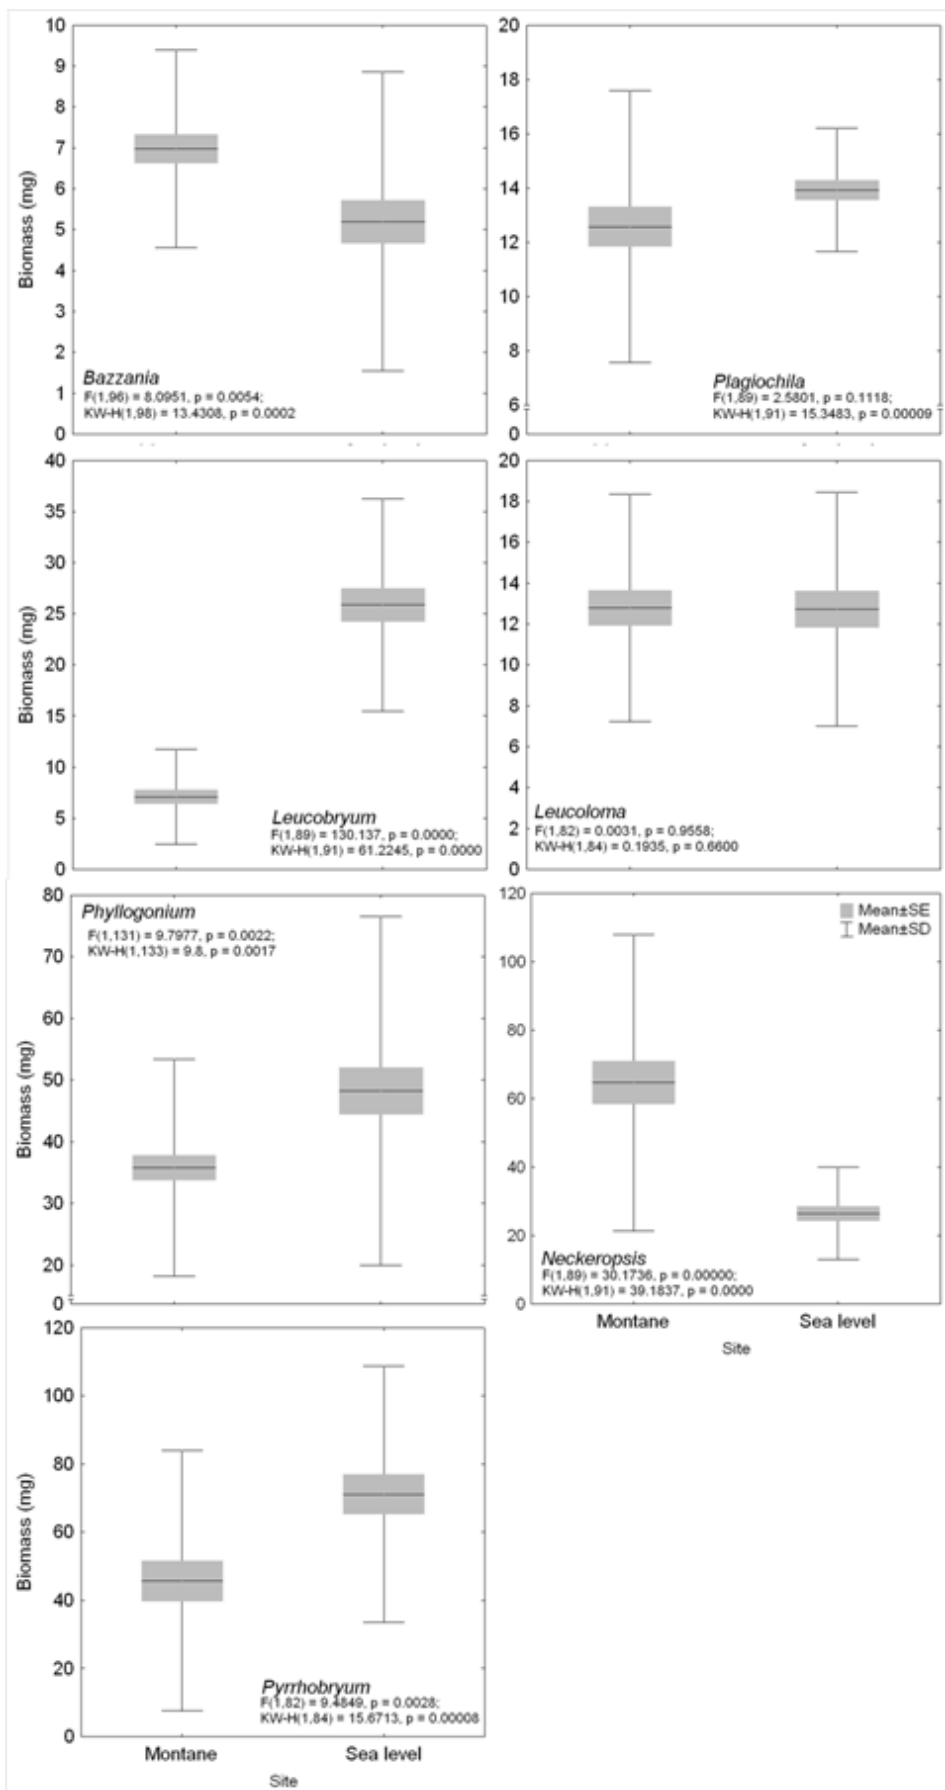 10
9
8
7
6
5
4
3
2
1
0
Biomass (mg)
Bazzania
F(1,96) = 8.0951, p = 0.0054;
KW-H(1,98) = 13.4308, p = 0.0002
20
18
16
14
12
10
8
6
0
Plagiochila
F(1,89) = 2.5801, p = 0.1118;
KW-H(1,91) = 15.3483, p = 0.00009
40
35
30
25
20
15
10
5
0
Biomass (mg)
Leucobryum
F(1,89) = 130.137, p = 0.0000;
KW-H(1,91) = 61.2245, p = 0.0000
20
18
16
14
12
10
8
6
4
2
0
Leucoloma
F(1,82) = 0.0031, p = 0.9558;
KW-H(1,84) = 0.1935, p = 0.6600
80
70
60
50
40
30
20
0
Biomass (mg)
Phyllogonium
F(1,131) = 9.7977, p = 0.0022;
KW-H(1,133) = 9.8, p = 0.0017
120
100
80
60
40
20
0
Mean±SE
Mean±SD
Neckeropsis
F(1,89) = 30.1736, p = 0.00000;
KW-H(1,91) = 39.1837, p = 0.0000
Montane Sea level
Site
120
100
80
60
40
20
0
Biomass (mg)
Pyrrhobryum
F(1,82) = 9.4849, p = 0.0028;
KW-H(1,84) = 15.6713, p = 0.00008
Montane Sea level
Site